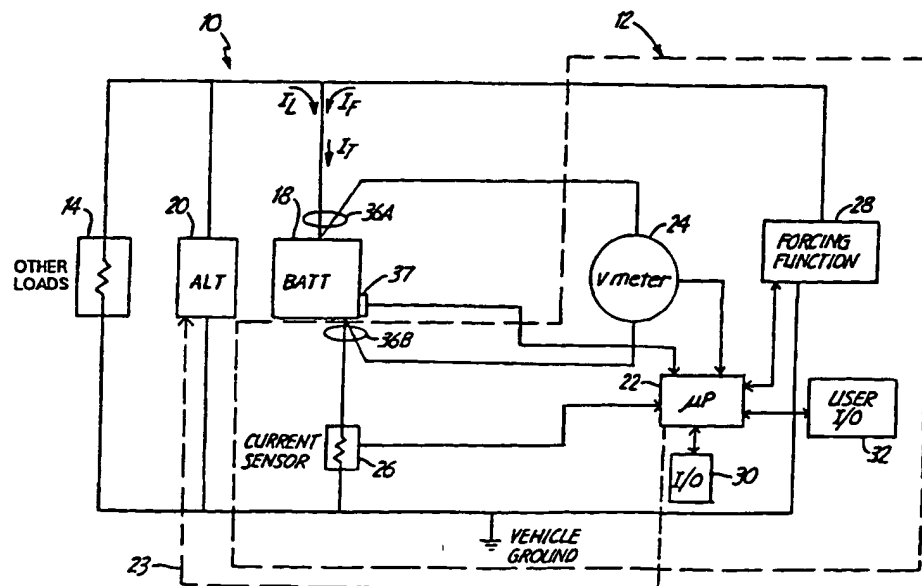 10
12
I_L
I_F
I_T
14
20
18
36A
24
28
OTHER
LOADS
ALT
BATT
37
V meter
FORCING
FUNCTION
36B
22
μP
USER
I/O
32
CURRENT
SENSOR
26
I/O
30
23
VEHICLE
GROUND